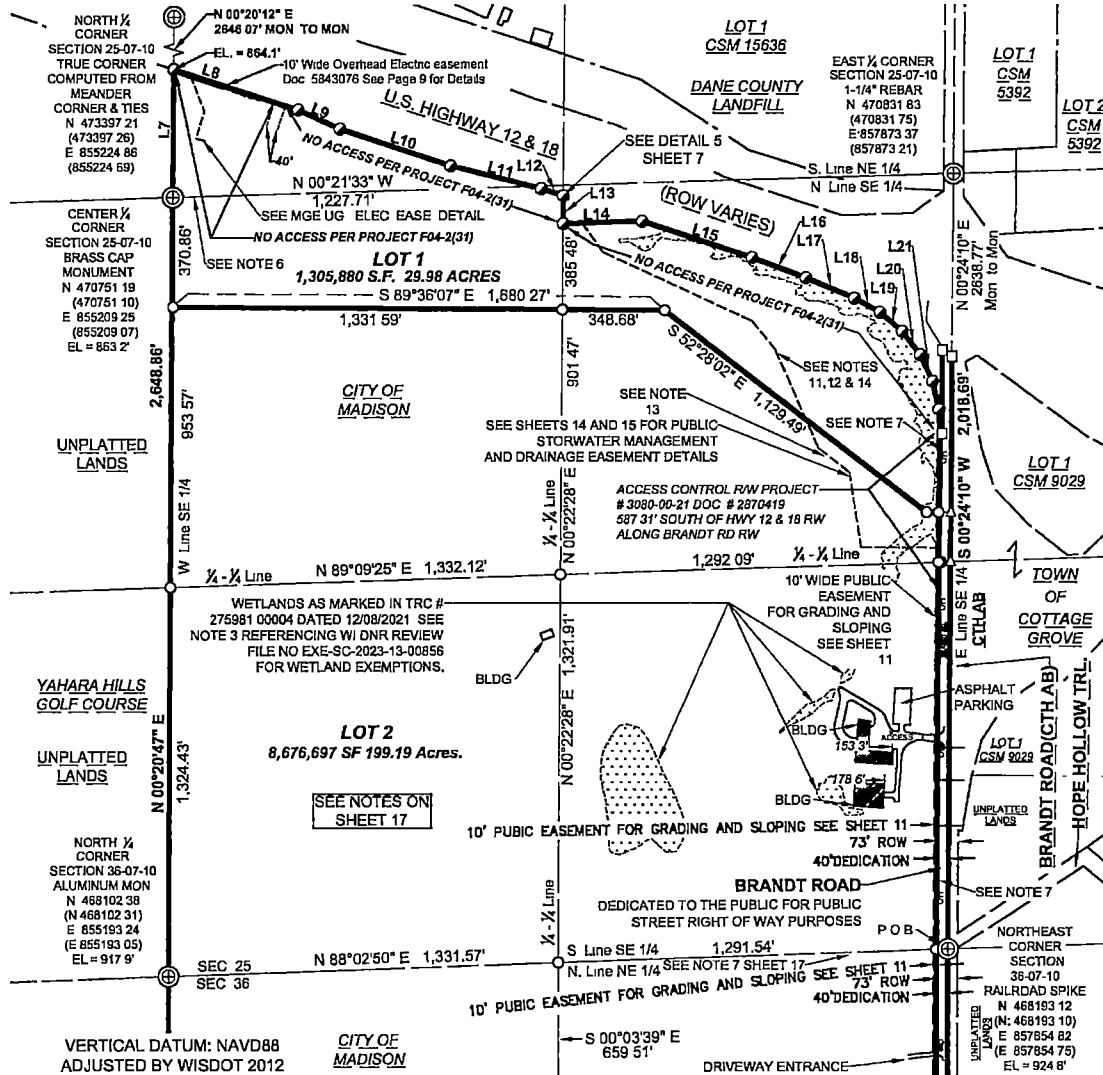 NORTH ¼
CORNER
SECTION 25-07-10
TRUE CORNER
COMPUTED FROM
MEANDER
CORNER & TIES
N 473397 21
(473397 26)
E 855224 86
(855224 69)
N 00°20'12" E
2646 07' MON TO MON
EL. = 864.1'
10' Wide Overhead Electric easement
Doc 5843076 See Page 9 for Details
L8
L9
L10
L11
L12
L13
L14
L15
L16
L17
L18
L19
L20
L21
L7
40'
U.S. HIGHWAY 12 & 18
NO ACCESS PER PROJECT F04-2(31)
LOT 1
CSM 15636
DANE COUNTY
LANDFILL
EAST ¼ CORNER
SECTION 25-07-10
1-1/4" REBAR
N 470831 83
(470831 75)
E 857873 37
(857873 21)
LOT 1
CSM
5392
LOT 2
CSM
5392
SEE DETAIL 5
SHEET 7
S. Line NE 1/4
N Line SE 1/4
N 00°21'33" W
1,227.71'
SEE MGE UG ELEC EASE DETAIL
NO ACCESS PER PROJECT F04-2(31)
SEE NOTE 6
(ROW VARIES)
NO ACCESS PER PROJECT F04-2(31)
N 00°24'10" E
2638.77'
Mon to Mon
CENTER ¼
CORNER
SECTION 25-07-10
BRASS CAP
MONUMENT
N 470751 19
(470751 10)
E 855209 25
(855209 07)
EL = 863 2'
370.86'
LOT 1
1,305,880 S.F. 29.98 ACRES
S 89°36'07" E 1,680 27'
1,331 59'
348.68'
385.48'
901 47'
S 52°28'02" E
1,129.49'
2,648.86'
953 57'
W Line SE 1/4
CITY OF
MADISON
UNPLATTED
LANDS
SEE NOTES
11,12 & 14
SEE NOTE
13
SEE SHEETS 14 AND 15 FOR PUBLIC
STORWATER MANAGEMENT
AND DRAINAGE EASEMENT DETAILS
SEE NOTE 7
S 00°24'10" W 2,018.69'
LOT 1
CSM 9029
ACCESS CONTROL R/W PROJECT
# 3080-00-21 DOC # 2870419
587 31' SOUTH OF HWY 12 & 18 RW
ALONG BRANDT RD RW
¼ - ¼ Line
N 00°22'28" E
¼ - ¼ Line
N 89°09'25" E 1,332.12'
1,292 09'
¼ - ¼ Line
10' WIDE PUBLIC
EASEMENT
FOR GRADING AND
SLOPING
SEE SHEET
11
E Line SE 1/4
CTH AB
TOWN
OF
COTTAGE
GROVE
WETLANDS AS MARKED IN TRC #
275981 00004 DATED 12/08/2021 SEE
NOTE 3 REFERENCING WI DNR REVIEW
FILE NO EXE-SC-2023-13-00856
FOR WETLAND EXEMPTIONS.
BLDG
N 00°22'28" E 1,321.91'
YAHARA HILLS
GOLF COURSE
UNPLATTED
LANDS
N 00°20'47" E
1,324.43'
LOT 2
8,676,697 SF 199.19 Acres.
SEE NOTES ON
SHEET 17
ASPHALT
PARKING
BLDG
ACCESS
153 3'
178 6'
BLDG
LOT 1
CSM 9029
UNPLATTED
LANDS
BRANDT ROAD(CTH AB)
HOPE HOLLOW TRL.
10' PUBIC EASEMENT FOR GRADING AND SLOPING SEE SHEET 11
73' ROW
40'DEDICATION
BRANDT ROAD
DEDICATED TO THE PUBLIC FOR PUBLIC
STREET RIGHT OF WAY PURPOSES
SEE NOTE 7
P O B
NORTH ¼
CORNER
SECTION 36-07-10
ALUMINUM MON
N 468102 38
(N 468102 31)
E 855193 24
(E 855193 05)
EL = 917 9'
¼ - ¼ Line
SEC 25
SEC 36
N 88°02'50" E 1,331.57'
S Line SE 1/4
1,291.54'
N. Line NE 1/4
SEE NOTE 7 SHEET 17
10' PUBIC EASEMENT FOR GRADING AND SLOPING SEE SHEET 11
73' ROW
40'DEDICATION
NORTHEAST
CORNER
SECTION
36-07-10
RAILROAD SPIKE
N 468193 12
(N: 468193 10)
E 857854 82
(E 857854 75)
EL = 924 8'
UNPLATTED
LANDS
VERTICAL DATUM: NAVD88
ADJUSTED BY WISDOT 2012
CITY OF
MADISON
S 00°03'39" E
659 51'
DRIVEWAY ENTRANCE